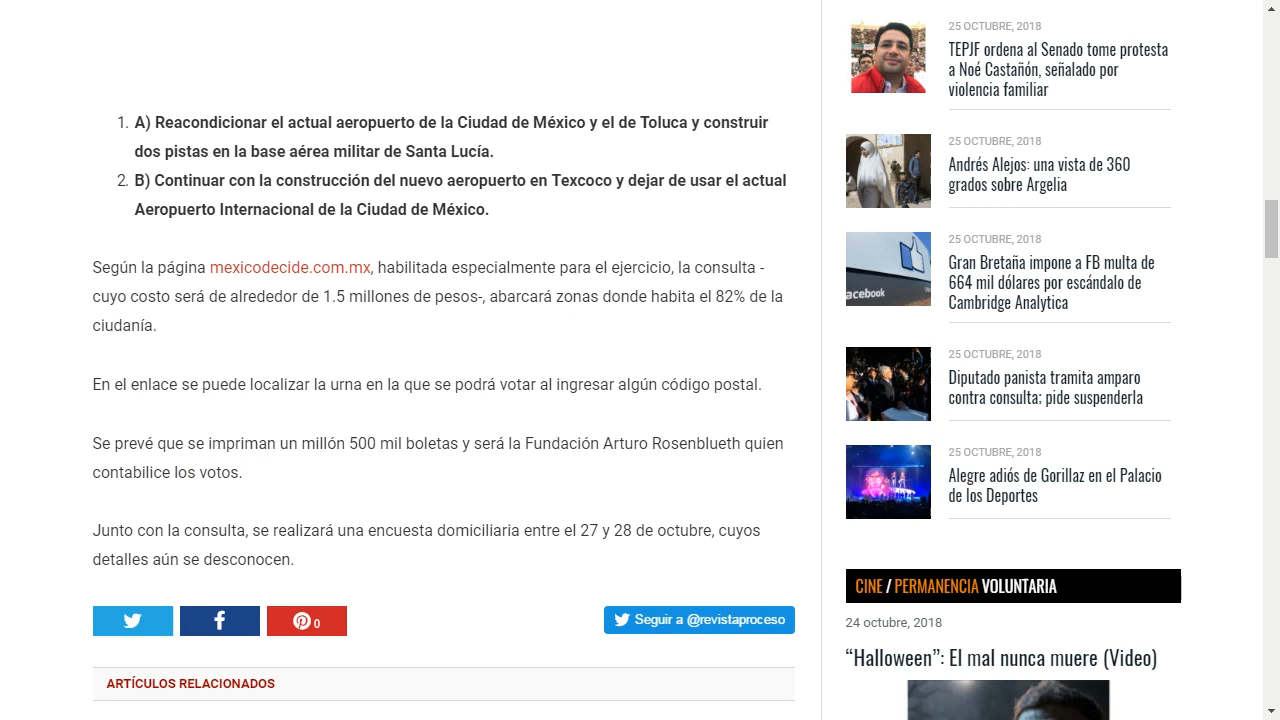 1. A) Reacondicionar el actual aeropuerto de la Ciudad de México y el de Toluca y construir
dos pistas en la base aérea militar de Santa Lucía.
2. B) Continuar con la construcción del nuevo aeropuerto en Texcoco y dejar de usar el actual
Aeropuerto Internacional de la Ciudad de México.
Según la página mexicodecide.com.mx, habilitada especialmente para el ejercicio, la consulta -
cuyo costo será de alrededor de 1.5 millones de pesos-, abarcará zonas donde habita el 82% de la
ciudanía.
En el enlace se puede localizar la urna en la que se podrá votar al ingresar algún código postal.
Se prevé que se impriman un millón 500 mil boletas y será la Fundación Arturo Rosenblueth quien
contabilice los votos.
Junto con la consulta, se realizará una encuesta domiciliaria entre el 27 y 28 de octubre, cuyos
detalles aún se desconocen.
0
Seguir a @revistaproceso
ARTÍCULOS RELACIONADOS
25 OCTUBRE, 2018
TEPJF ordena al Senado tome protesta
a Noé Castañón, señalado por
violencia familiar
25 OCTUBRE, 2018
Andrés Alejos: una vista de 360
grados sobre Argelia
25 OCTUBRE, 2018
Gran Bretaña impone a FB multa de
664 mil dólares por escándalo de
Cambridge Analytica
acebook
25 OCTUBRE, 2018
Diputado panista tramita amparo
contra consulta; pide suspenderla
25 OCTUBRE, 2018
Alegre adiós de Gorillaz en el Palacio
de los Deportes
CINE / PERMANENCIA VOLUNTARIA
24 octubre, 2018
“Halloween”: El mal nunca muere (Video)